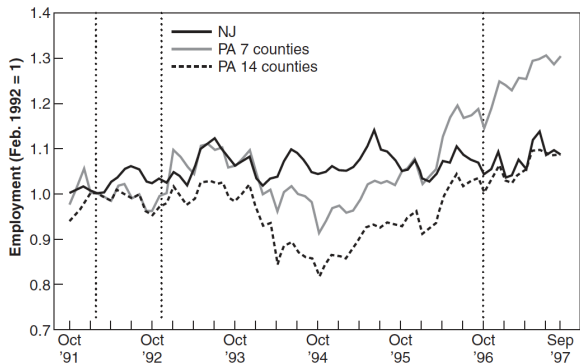 1.4
NJ
PA 7 counties
PA 14 counties
1.3
1.2
1.1
1.0
0.9
0.8
0.7
Employment (Feb. 1992 = 1)
Oct Oct Oct Oct Oct Oct Sep
'91 '92 '93 '94 '95 '96 '97